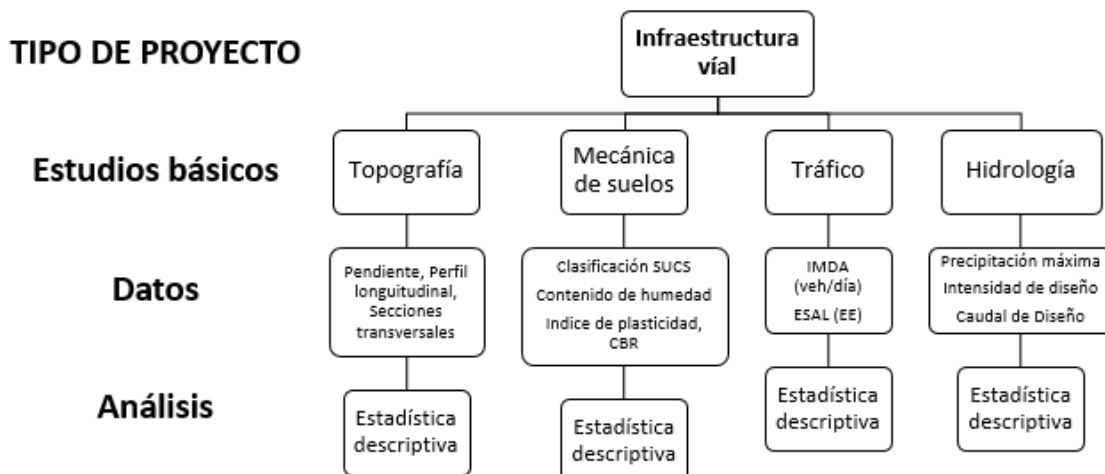 TIPO DE PROYECTO
Infraestructura
víal
Estudios básicos
Topografía
Mecánica
de suelos
Tráfico
Hidrología
Datos
Pendiente, Perfil
longuitudinal,
Secciones
transversales
Clasificación SUCS
Contenido de humedad
Indice de plasticidad,
CBR
IMDA
(veh/día)
ESAL (EE)
Precipitación máxima
Intensidad de diseño
Caudal de Diseño
Análisis
Estadística
descriptiva
Estadística
descriptiva
Estadística
descriptiva
Estadística
descriptiva